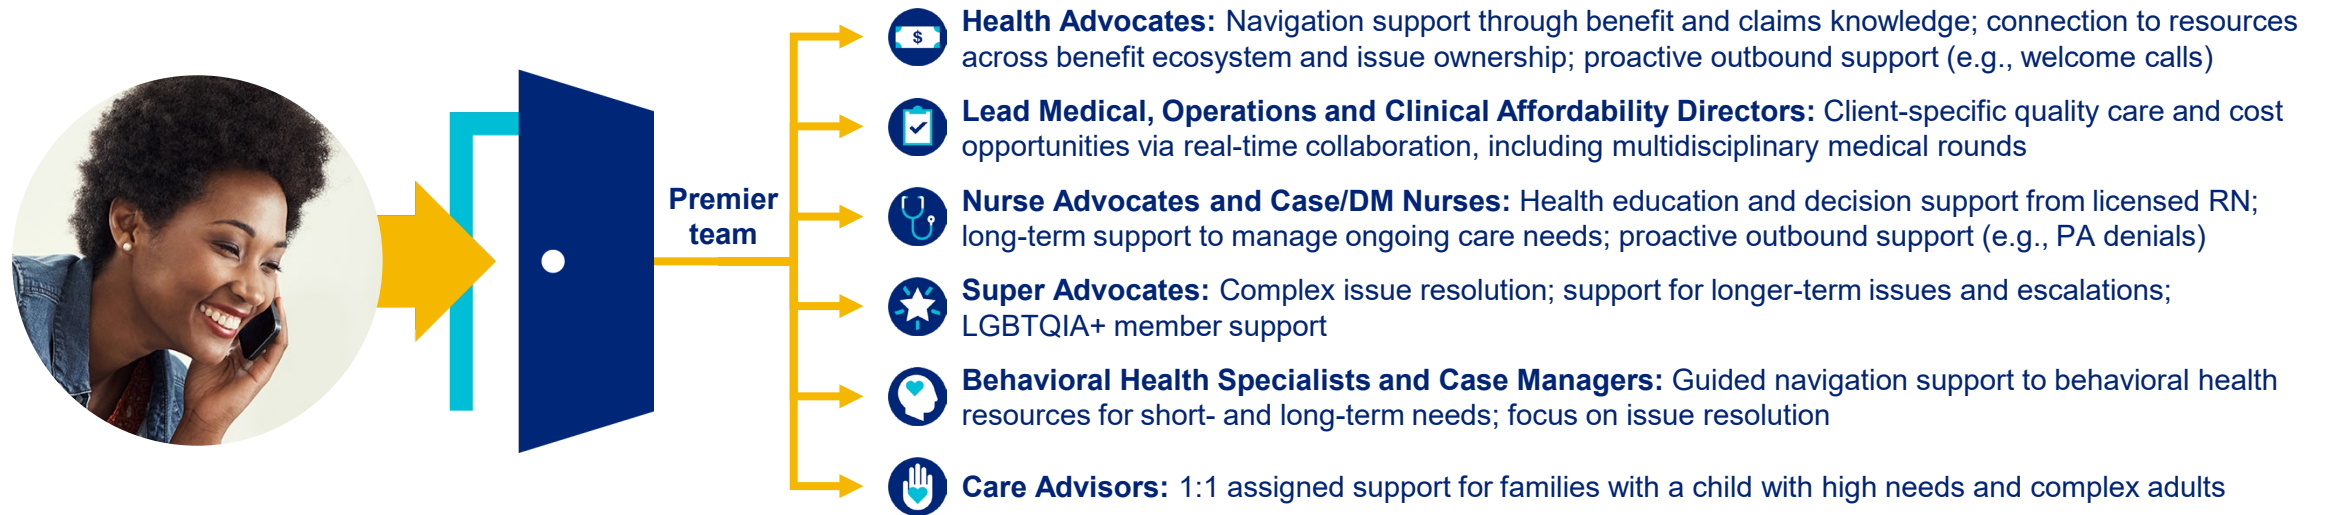 Health Advocates: Navigation support through benefit and claims knowledge; connection to resources
across benefit ecosystem and issue ownership; proactive outbound support (e.g., welcome calls)
$
Lead Medical, Operations and Clinical Affordability Directors: Client-specific quality care and cost
opportunities via real-time collaboration, including multidisciplinary medical rounds
Premier
team
Nurse Advocates and Case/DM Nurses: Health education and decision support from licensed RN;
long-term support to manage ongoing care needs; proactive outbound support (e.g., PA denials)
Super Advocates: Complex issue resolution; support for longer-term issues and escalations;
LGBTQIA+ member support
Behavioral Health Specialists and Case Managers: Guided navigation support to behavioral health
resources for short- and long-term needs; focus on issue resolution
Care Advisors: 1:1 assigned support for families with a child with high needs and complex adults